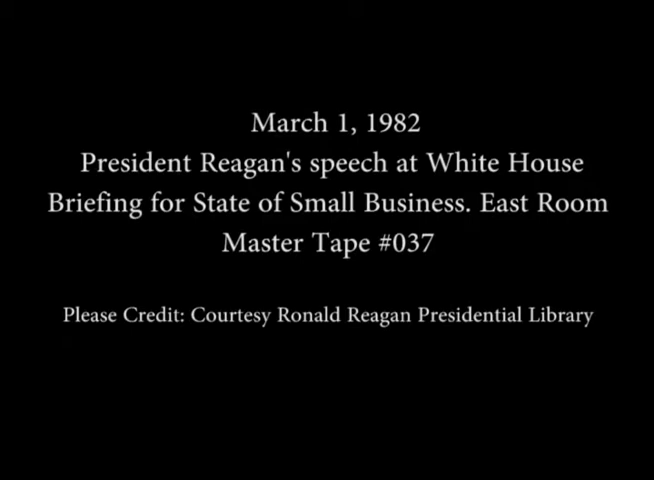 March 1, 1982
President Reagan's speech at White House
Briefing for State of Small Business. East Room
Master Tape #037
Please Credit: Courtesy Ronald Reagan Presidential Library